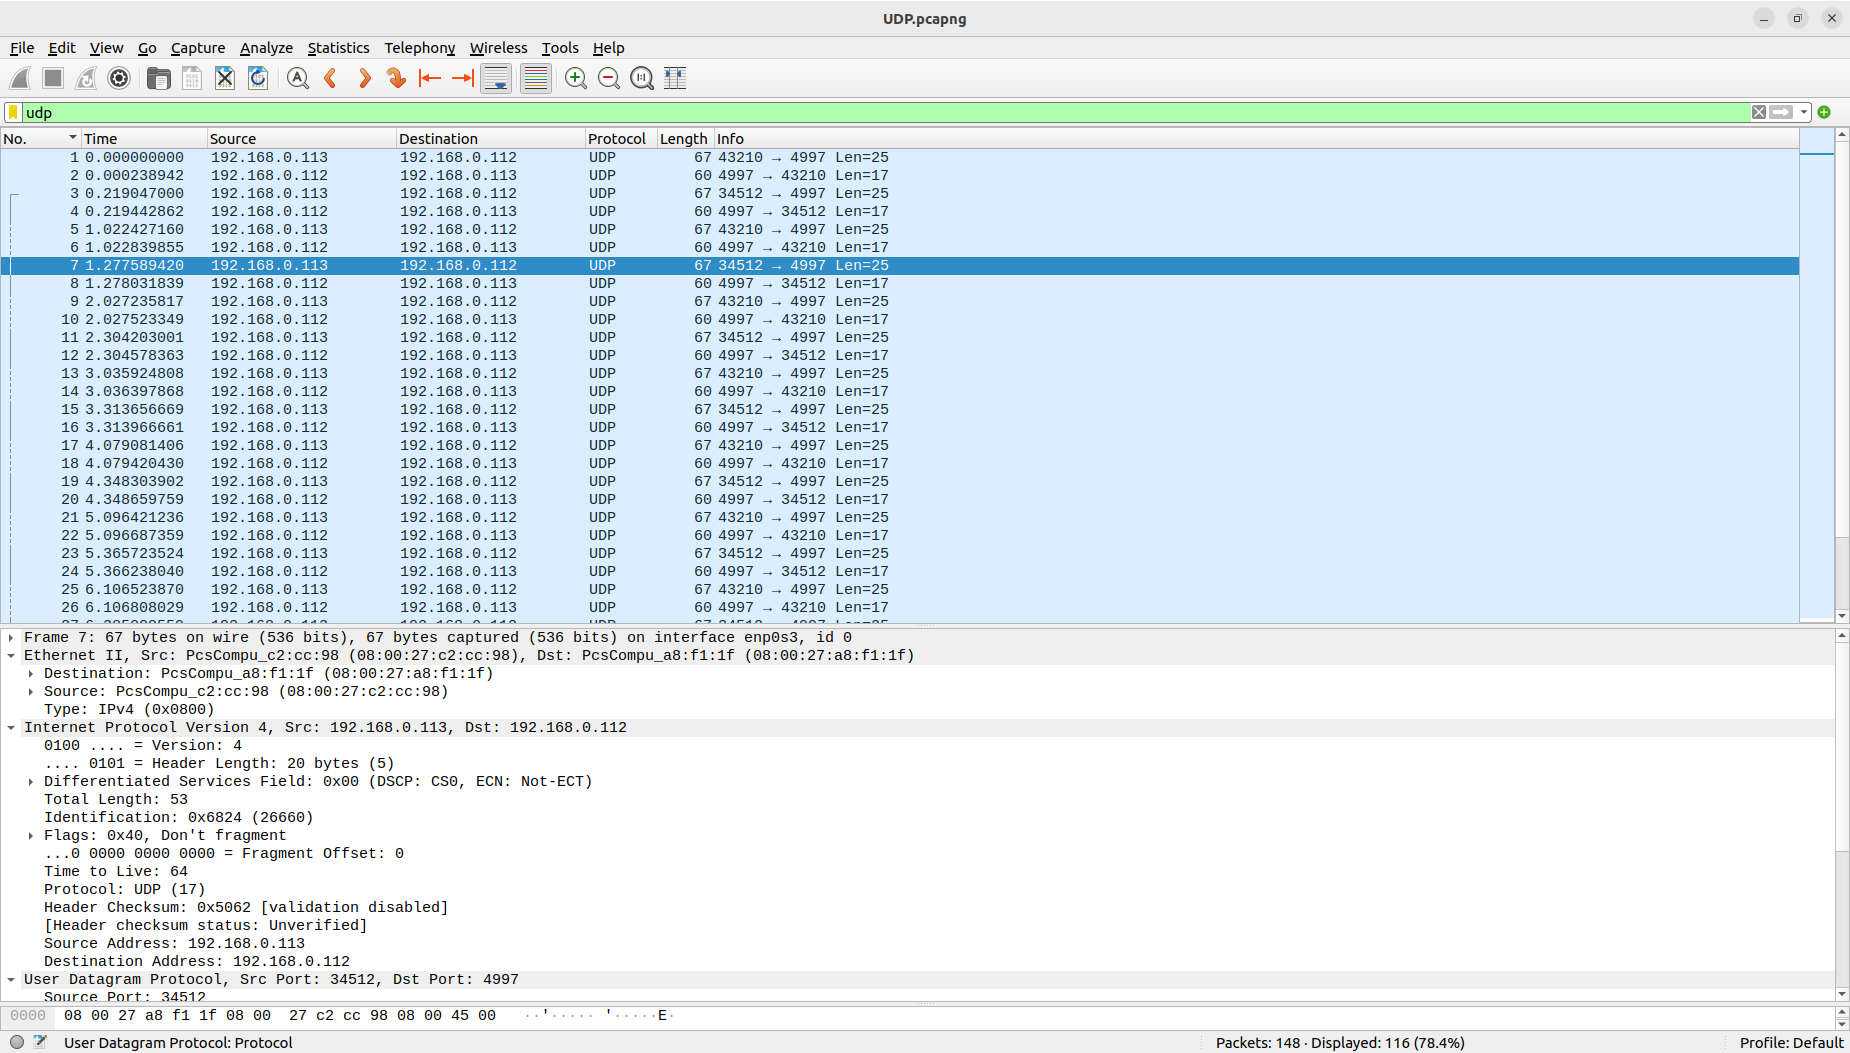 UDP.pcapng
File Edit View Go Capture Analyze Statistics Telephony Wireless Tools Help
udp
No. Time Source Destination Protocol Length Info
1 0.000000000 192.168.0.113 192.168.0.112 UDP 67 43210 → 4997 Len=25
2 0.000238942 192.168.0.112 192.168.0.113 UDP 60 4997 → 43210 Len=17
3 0.219047000 192.168.0.113 192.168.0.112 UDP 67 34512 → 4997 Len=25
4 0.219442862 192.168.0.112 192.168.0.113 UDP 60 4997 → 34512 Len=17
5 1.022427160 192.168.0.113 192.168.0.112 UDP 67 43210 → 4997 Len=25
6 1.022839855 192.168.0.112 192.168.0.113 UDP 60 4997 → 43210 Len=17
7 1.277589420 192.168.0.113 192.168.0.112 UDP 67 34512 → 4997 Len=25
8 1.278031839 192.168.0.112 192.168.0.113 UDP 60 4997 → 34512 Len=17
9 2.027235817 192.168.0.113 192.168.0.112 UDP 67 43210 → 4997 Len=25
10 2.027523349 192.168.0.112 192.168.0.113 UDP 60 4997 → 43210 Len=17
11 2.304203001 192.168.0.113 192.168.0.112 UDP 67 34512 → 4997 Len=25
12 2.304578363 192.168.0.112 192.168.0.113 UDP 60 4997 → 34512 Len=17
13 3.035924808 192.168.0.113 192.168.0.112 UDP 67 43210 → 4997 Len=25
14 3.036397868 192.168.0.112 192.168.0.113 UDP 60 4997 → 43210 Len=17
15 3.313656669 192.168.0.113 192.168.0.112 UDP 67 34512 → 4997 Len=25
16 3.313966661 192.168.0.112 192.168.0.113 UDP 60 4997 → 34512 Len=17
17 4.079081406 192.168.0.113 192.168.0.112 UDP 67 43210 → 4997 Len=25
18 4.079420430 192.168.0.112 192.168.0.113 UDP 60 4997 → 43210 Len=17
19 4.348303902 192.168.0.113 192.168.0.112 UDP 67 34512 → 4997 Len=25
20 4.348659759 192.168.0.112 192.168.0.113 UDP 60 4997 → 34512 Len=17
21 5.096421236 192.168.0.113 192.168.0.112 UDP 67 43210 → 4997 Len=25
22 5.096687359 192.168.0.112 192.168.0.113 UDP 60 4997 → 43210 Len=17
23 5.365723524 192.168.0.113 192.168.0.112 UDP 67 34512 → 4997 Len=25
24 5.366238040 192.168.0.112 192.168.0.113 UDP 60 4997 → 34512 Len=17
25 6.106523870 192.168.0.113 192.168.0.112 UDP 67 43210 → 4997 Len=25
26 6.106808029 192.168.0.112 192.168.0.113 UDP 60 4997 → 43210 Len=17
Frame 7: 67 bytes on wire (536 bits), 67 bytes captured (536 bits) on interface enp0s3, id 0
Ethernet II, Src: PcsCompu_c2:cc:98 (08:00:27:c2:cc:98), Dst: PcsCompu_a8:f1:1f (08:00:27:a8:f1:1f)
Destination: PcsCompu_a8:f1:1f (08:00:27:a8:f1:1f)
Source: PcsCompu_c2:cc:98 (08:00:27:c2:cc:98)
Type: IPv4 (0x0800)
Internet Protocol Version 4, Src: 192.168.0.113, Dst: 192.168.0.112
0100 .... = Version: 4
.... 0101 = Header Length: 20 bytes (5)
Differentiated Services Field: 0x00 (DSCP: CS0, ECN: Not-ECT)
Total Length: 53
Identification: 0x6824 (26660)
Flags: 0x40, Don't fragment
...0 0000 0000 0000 = Fragment Offset: 0
Time to Live: 64
Protocol: UDP (17)
Header Checksum: 0x5062 [validation disabled]
[Header checksum status: Unverified]
Source Address: 192.168.0.113
Destination Address: 192.168.0.112
User Datagram Protocol, Src Port: 34512, Dst Port: 4997
Source Port: 34512
0000 08 00 27 a8 f1 1f 08 00 27 c2 cc 98 08 00 45 00 ··'····· '·····E·
User Datagram Protocol: Protocol
Packets: 148 · Displayed: 116 (78.4%)
Profile: Default